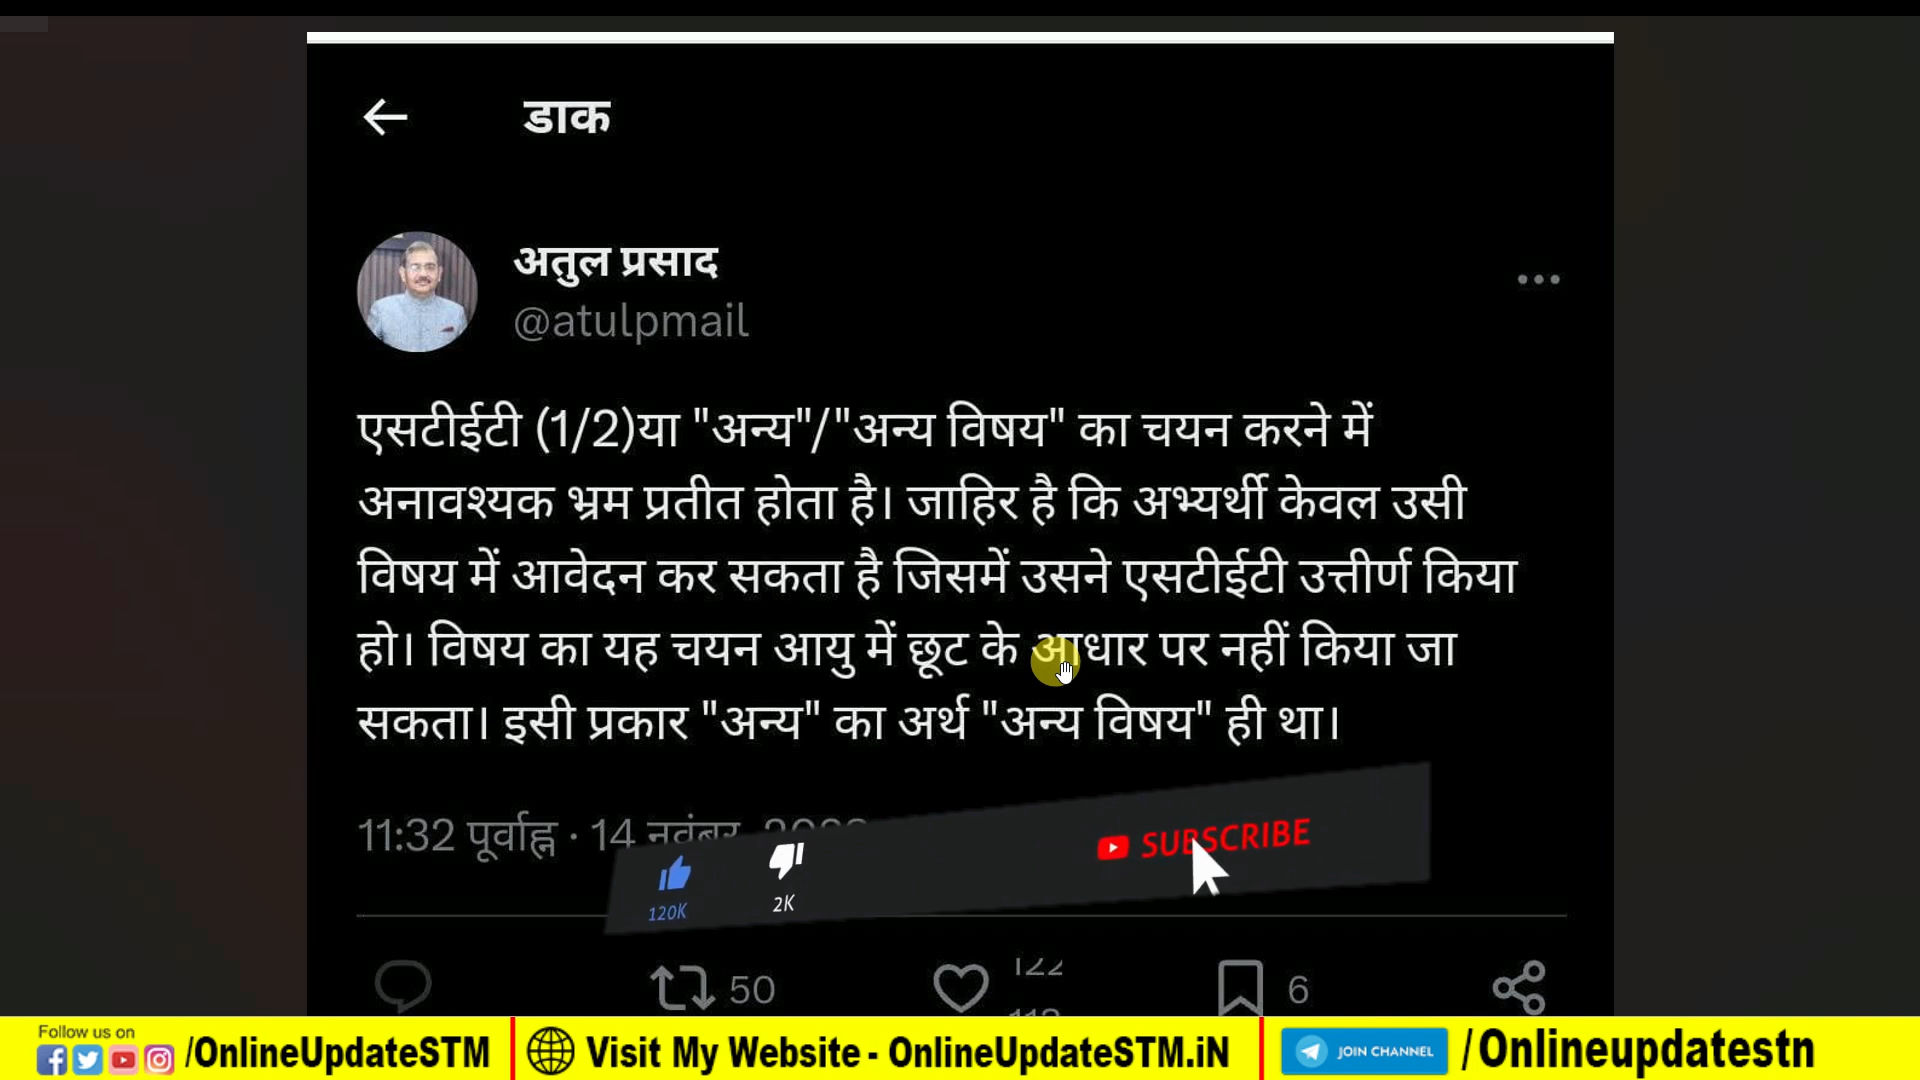 डाक
अतुल प्रसाद
@atulpmail
एसटीईटी (1/2)या "अन्य"/"अन्य विषय" का चयन करने में
अनावश्यक भ्रम प्रतीत होता है। जाहिर है कि अभ्यर्थी केवल उसी
विषय में आवेदन कर सकता है जिसमें उसने एसटीईटी उत्तीर्ण किया
हो। विषय का यह चयन आयु में छूट के आधार पर नहीं किया जा
सकता। इसी प्रकार "अन्य" का अर्थ "अन्य विषय" ही था।
11:32 पूर्वाह्न · 14 नवंबर
SUBSCRIBE
120K 2K
50 122 6
Follow us on
/OnlineUpdateSTM Visit My Website - OnlineUpdateSTM.iN JOIN CHANNEL /Onlineupdatestn